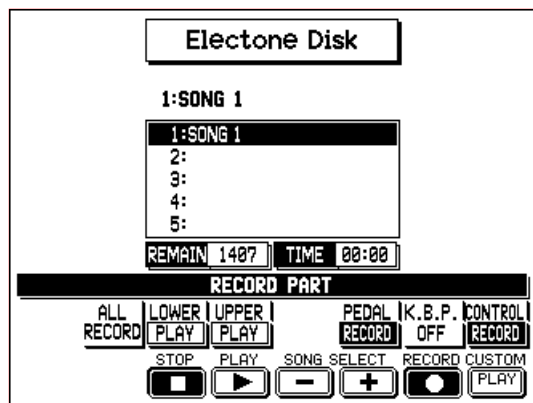 Electone Disk
1:SONG 1
1:SONG 1
2:
3:
4:
5:
REMAIN 1407 TIME 00:00
RECORD PART
ALL RECORD LOWER PLAY UPPER PLAY PEDAL RECORD K.B.P. OFF CONTROL RECORD
STOP PLAY SONG SELECT RECORD CUSTOM
PLAY